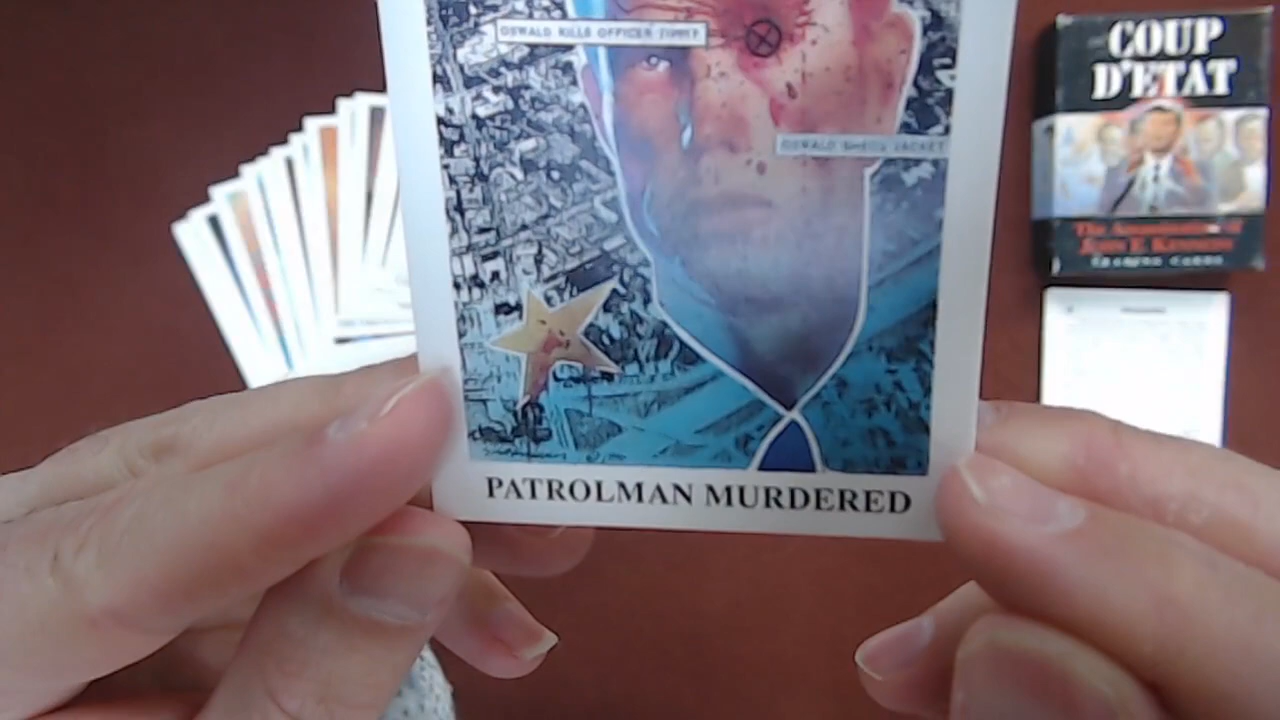 OSWALD KILLS OFFICER TIPPIT
COUP
D'ETAT
OSWALD SHEDS JACKET
The Assassination of
John F. Kennedy
TRADING CARDS
PATROLMAN MURDERED